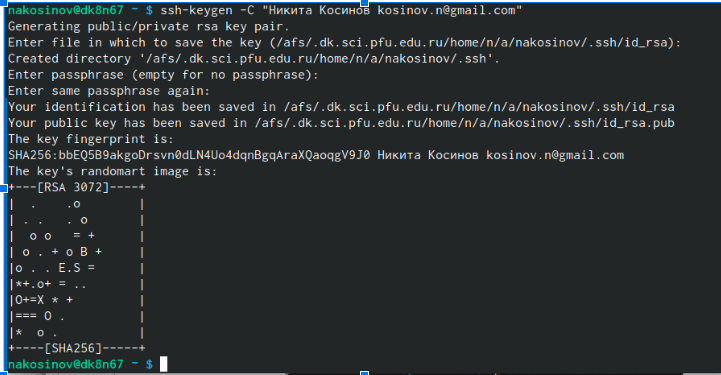 nakosinov@dk8n67 ~ $ ssh-keygen -C "Никита Косинов kosinov.n@gmail.com"
Generating public/private rsa key pair.
Enter file in which to save the key (/afs/.dk.sci.pfu.edu.ru/home/n/a/nakosinov/.ssh/id_rsa):
Created directory '/afs/.dk.sci.pfu.edu.ru/home/n/a/nakosinov/.ssh'.
Enter passphrase (empty for no passphrase):
Enter same passphrase again:
Your identification has been saved in /afs/.dk.sci.pfu.edu.ru/home/n/a/nakosinov/.ssh/id_rsa
Your public key has been saved in /afs/.dk.sci.pfu.edu.ru/home/n/a/nakosinov/.ssh/id_rsa.pub
The key fingerprint is:
SHA256:bbEQ5B9akgoDrsvn0dLN4Uo4dqnBgqAraXQaoqgV9J0 Никита Косинов kosinov.n@gmail.com
The key's randomart image is:
+---[RSA 3072]----+
|  .    .o        |
| . .   . o       |
|  o o   = +      |
| o . + o B +     |
|o . . E.S =      |
|*+.o+ = ..       |
|O+=X * +         |
|=== O .          |
|*  o .           |
+----[SHA256]-----+
nakosinov@dk8n67 ~ $